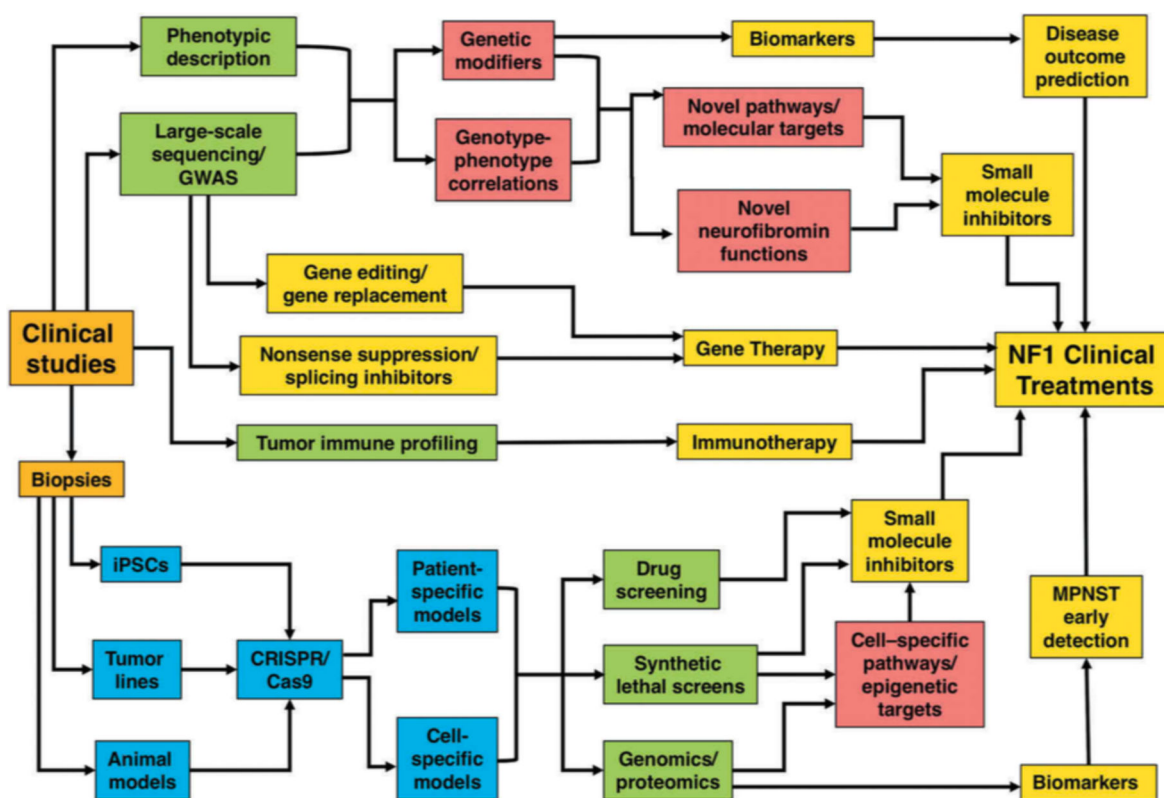 Phenotypic
description
Genetic
modifiers
Biomarkers
Disease
outcome
prediction
Large-scale
sequencing/
GWAS
Genotype-
phenotype
correlations
Novel pathways/
molecular targets
Novel
neurofibromin
functions
Small
molecule
inhibitors
Gene editing/
gene replacement
Clinical
studies
Nonsense suppression/
splicing inhibitors
Gene Therapy
NF1 Clinical
Treatments
Tumor immune profiling
Immunotherapy
Biopsies
iPSCs
Patient-
specific
models
Drug
screening
Small
molecule
inhibitors
MPNST
early
detection
Tumor
lines
CRISPR/
Cas9
Synthetic
lethal screens
Cell–specific
pathways/
epigenetic
targets
Animal
models
Cell-
specific
models
Genomics/
proteomics
Biomarkers